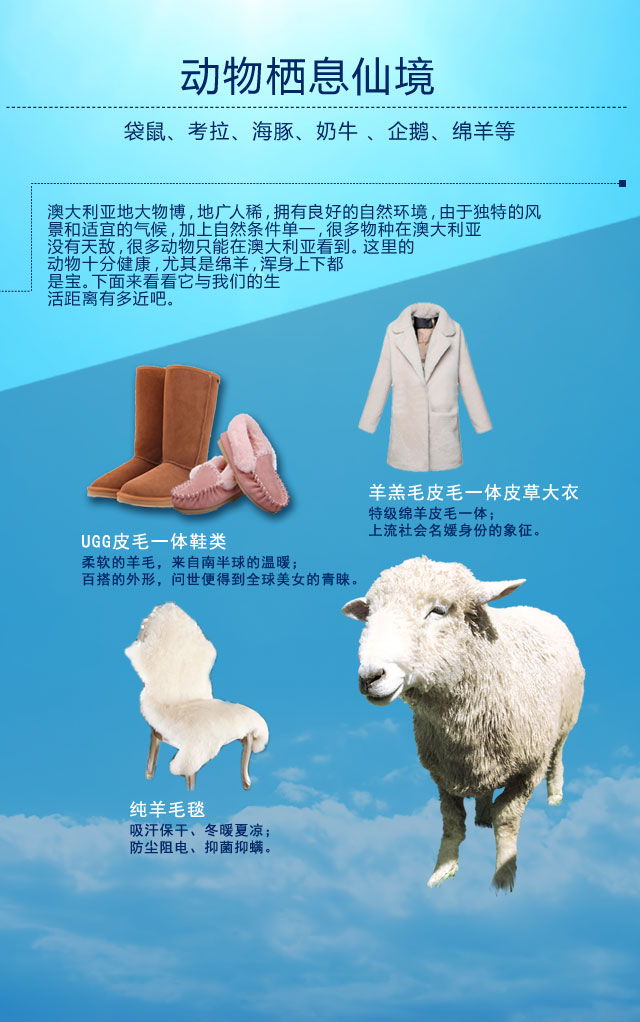 动物栖息仙境
袋鼠、考拉、海豚、奶牛 、企鹅、绵羊等
澳大利亚地大物博，地广人稀，拥有良好的自然环境，由于独特的风
景和适宜的气候，加上自然条件单一，很多物种在澳大利亚
没有天敌，很多动物只能在澳大利亚看到。这里的
动物十分健康，尤其是绵羊，浑身上下都
是宝。下面来看看它与我们的生
活距离有多近吧。
羊羔毛皮毛一体皮草大衣
特级绵羊皮毛一体；
上流社会名媛身份的象征。
UGG皮毛一体鞋类
柔软的羊毛，来自南半球的温暖；
百搭的外形，问世便得到全球美女的青睐。
纯羊毛毯
吸汗保干、冬暖夏凉；
防尘阻电、抑菌抑螨。